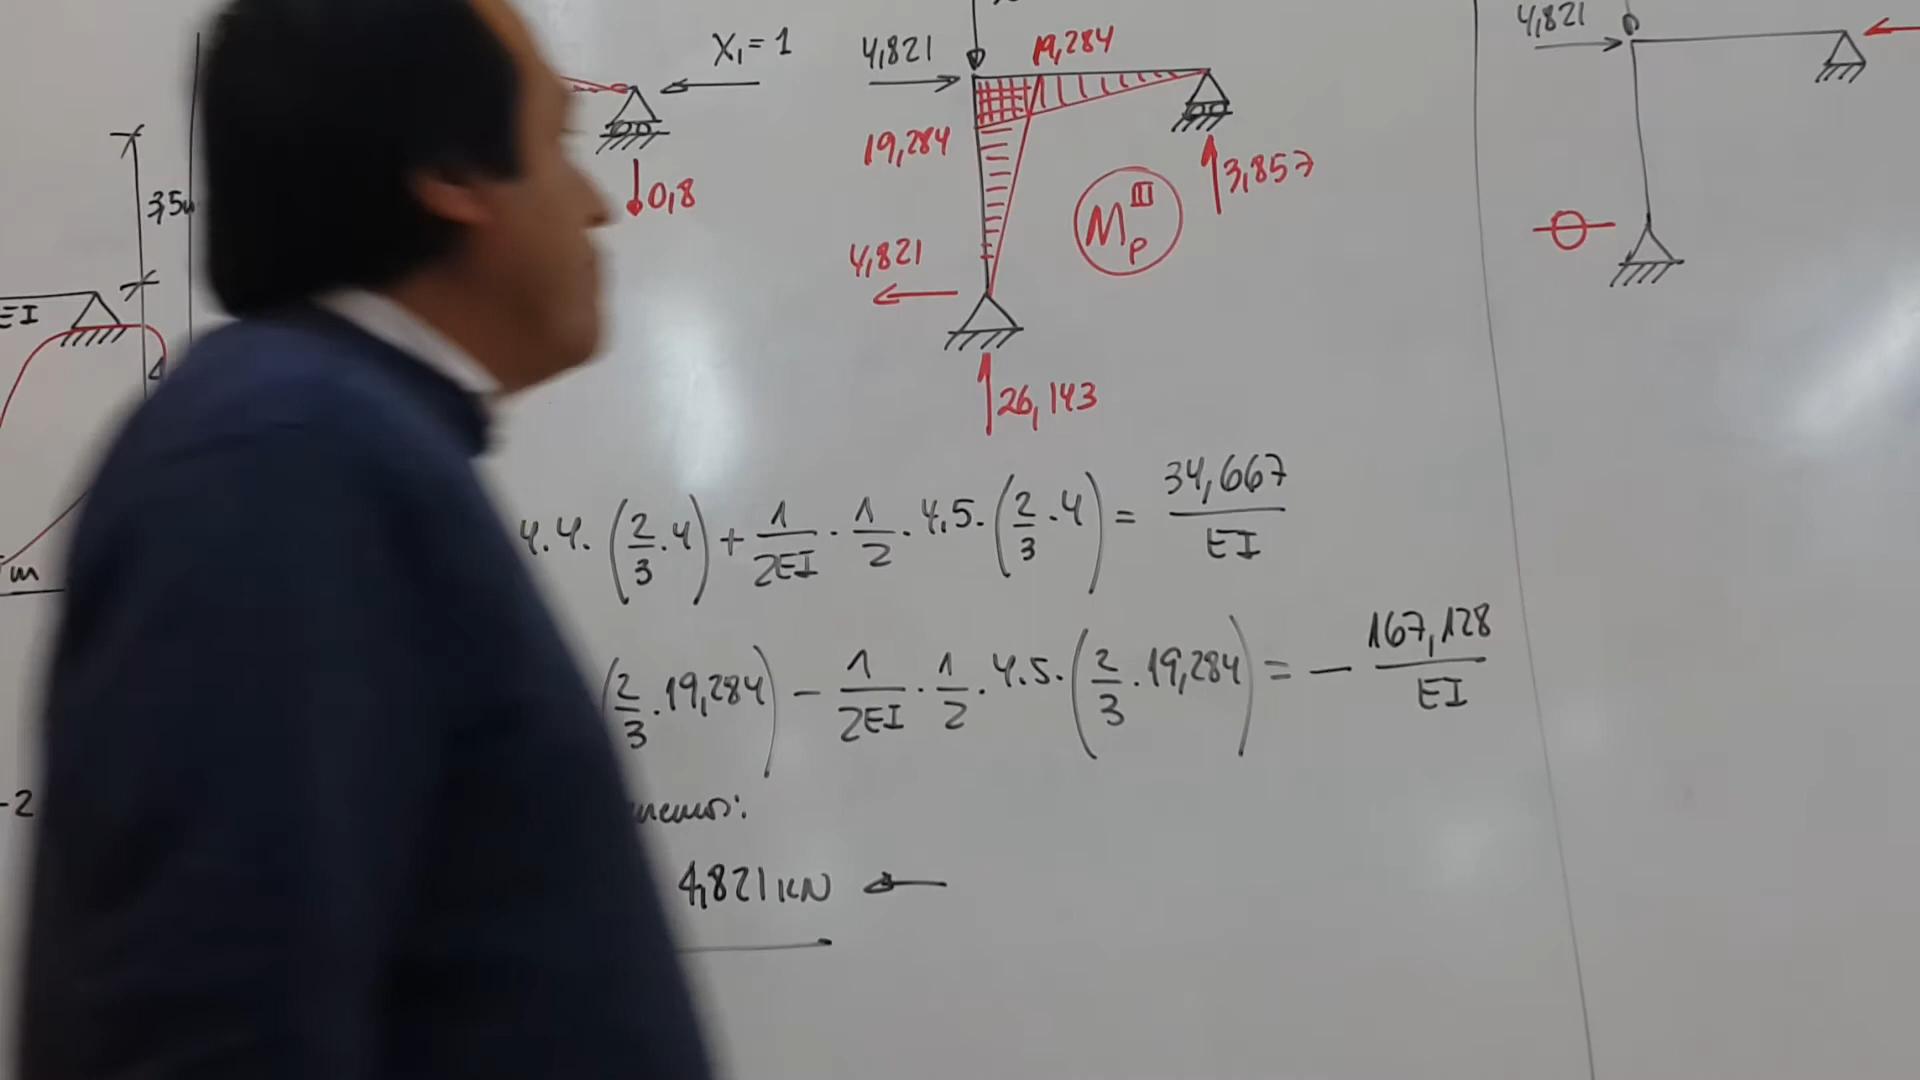 X₁ = 1
0,8
3,5
EI
m
-2
4,821
19,284
19,284
4,821
M_P^III
3,857
26,143
4,821
4.4.(2/3 .4) + 1/2EI . 1/2 . 4.5.(2/3 .4) = 34,667/EI
(2/3 .19,284) - 1/2EI . 1/2 . 4.5.(2/3 .19,284) = - 167,128/EI
4,821 KN ←